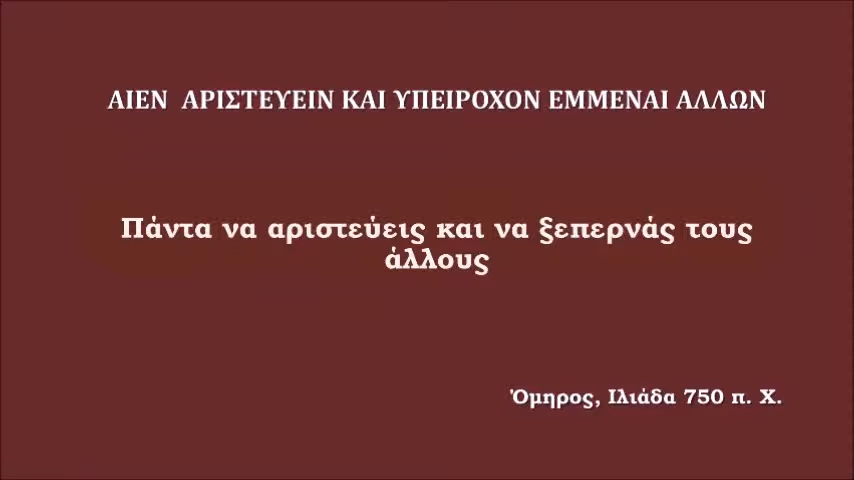 ΑΙΕΝ ΑΡΙΣΤΕΥΕΙΝ ΚΑΙ ΥΠΕΙΡΟΧΟΝ ΕΜΜΕΝΑΙ ΑΛΛΩΝ
Πάντα να αριστεύεις και να ξεπερνάς τους
άλλους
Όμηρος, Ιλιάδα 750 π. Χ.